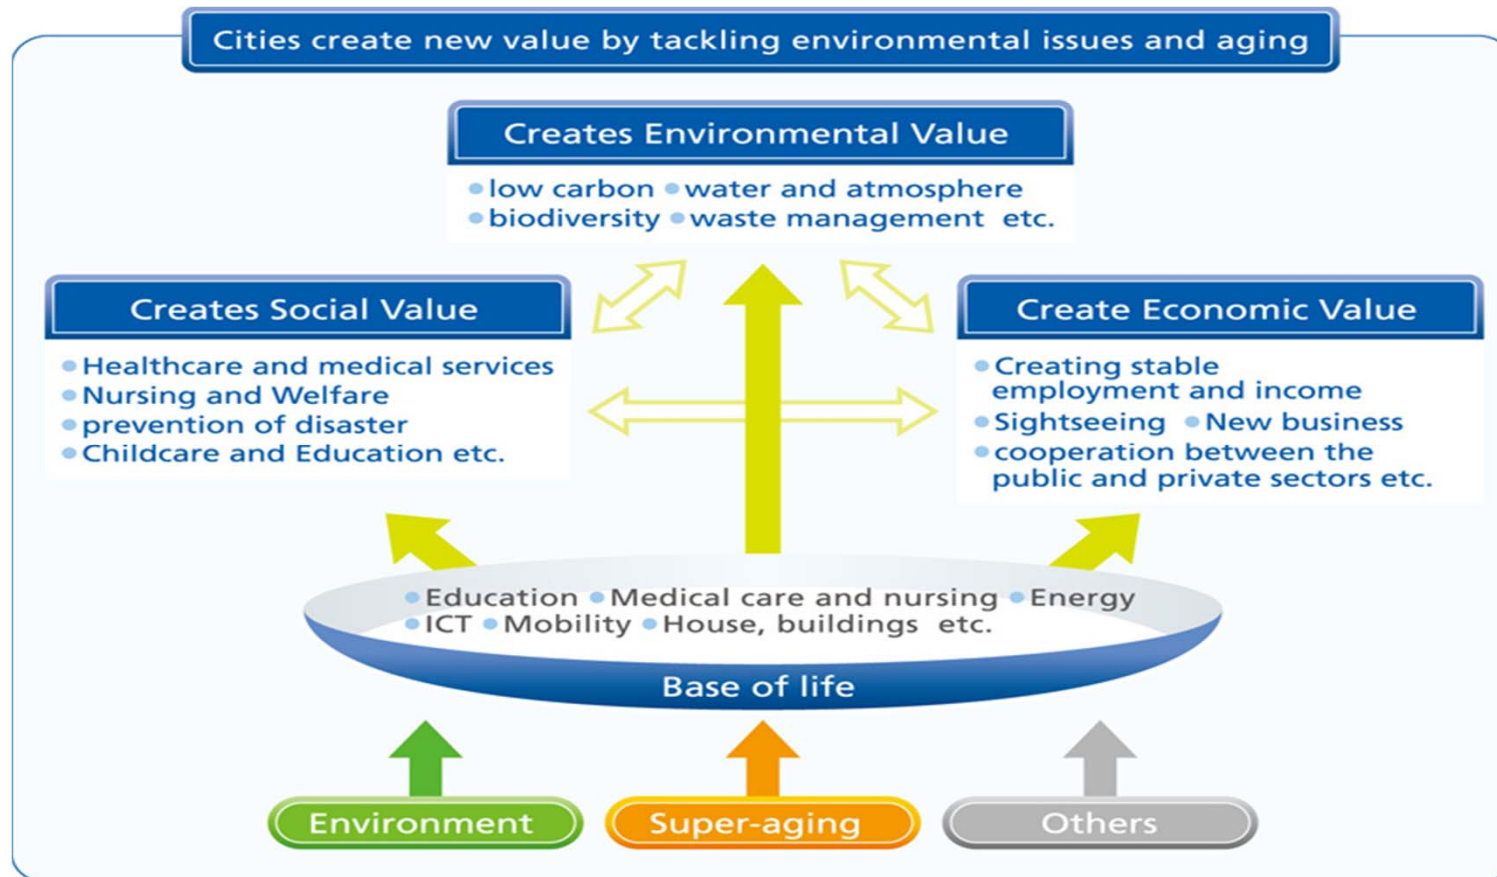 Cities create new value by tackling environmental issues and aging
Creates Environmental Value
• low carbon • water and atmosphere
• biodiversity • waste management etc.
Creates Social Value
• Healthcare and medical services
• Nursing and Welfare
• prevention of disaster
• Childcare and Education etc.
Create Economic Value
• Creating stable
employment and income
• Sightseeing • New business
• cooperation between the
public and private sectors etc.
• Education • Medical care and nursing • Energy
• ICT • Mobility • House, buildings etc.
Base of life
Environment
Super-aging
Others